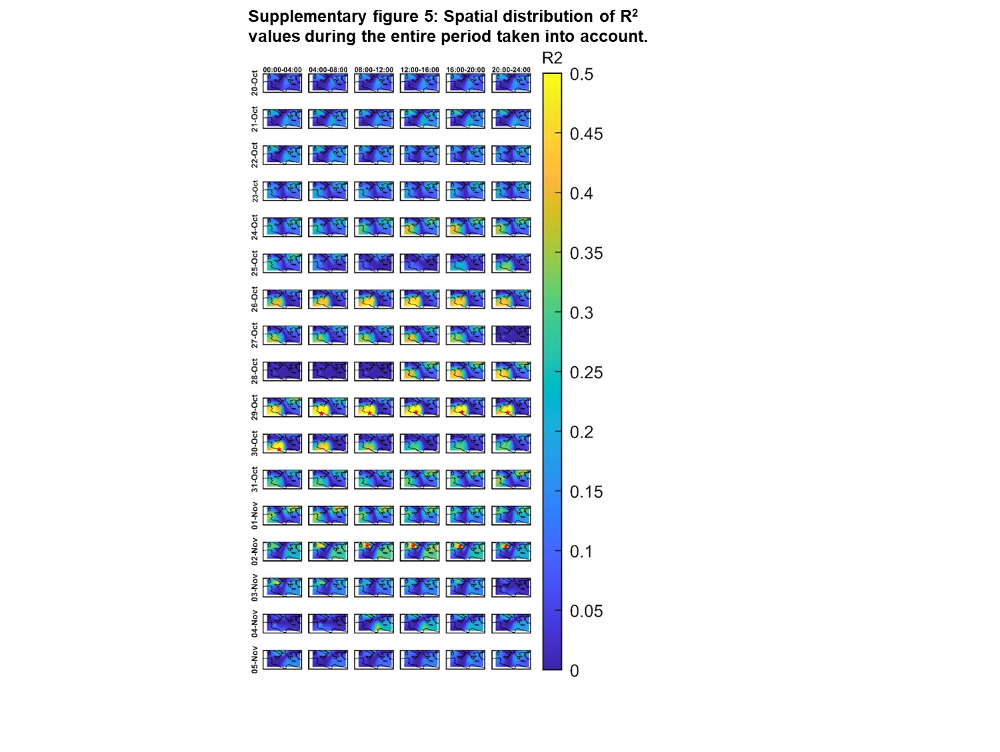 Supplementary figure 5: Spatial distribution of R²
values during the entire period taken into account.
R2
00:00-04:00 04:00-08:00 08:00-12:00 12:00-16:00 16:00-20:00 20:00-24:00
20-Oct
21-Oct
22-Oct
23-Oct
24-Oct
25-Oct
26-Oct
27-Oct
28-Oct
29-Oct
30-Oct
31-Oct
01-Nov
02-Nov
03-Nov
04-Nov
05-Nov
0.5
0.45
0.4
0.35
0.3
0.25
0.2
0.15
0.1
0.05
0